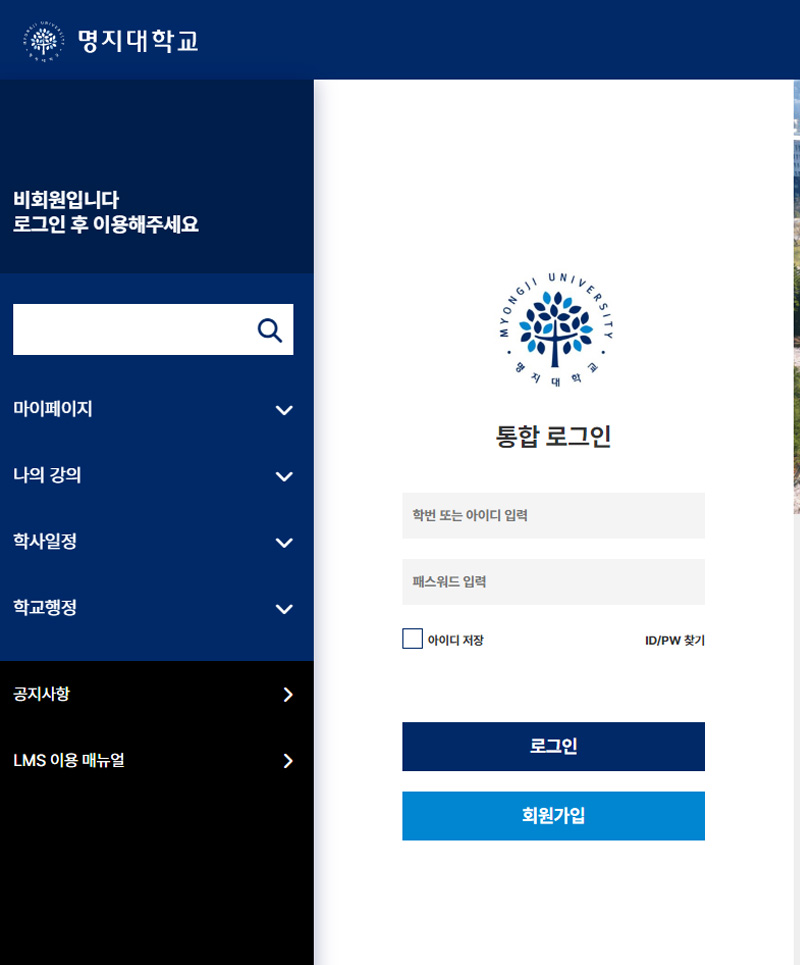 명지대학교
비회원입니다
로그인 후 이용해주세요
마이페이지
나의 강의
학사일정
학교행정
공지사항
LMS 이용 매뉴얼
MYONGJI UNIVERSITY
명지대학교
통합 로그인
학번 또는 아이디 입력
패스워드 입력
아이디 저장
ID/PW 찾기
로그인
회원가입